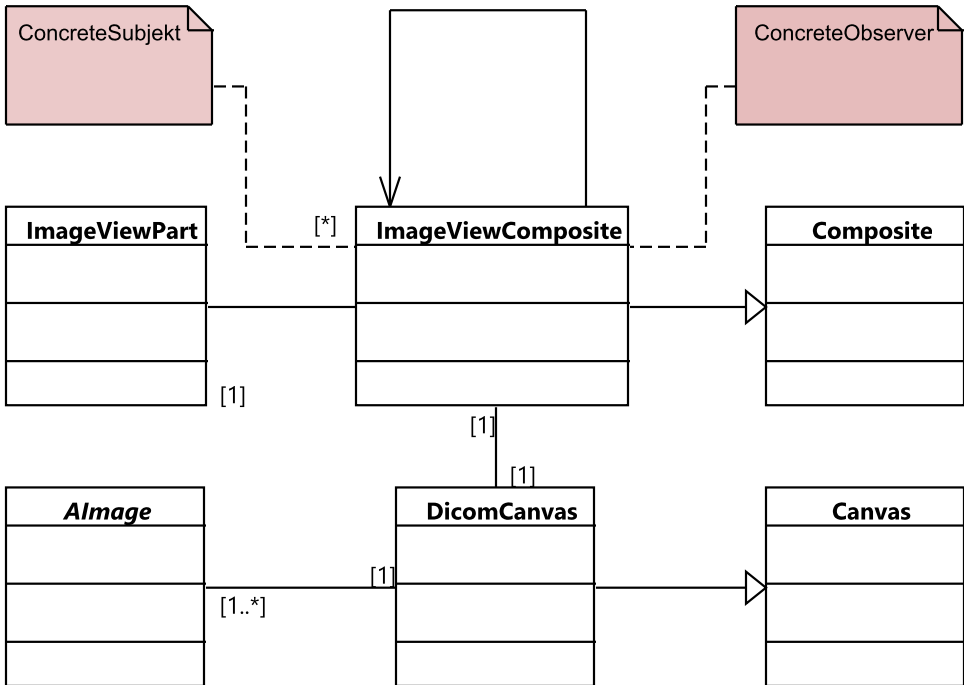 ConcreteSubjekt
ConcreteObserver
ImageViewPart
[*]
ImageViewComposite
Composite
[1]
[1]
[1]
AImage
DicomCanvas
Canvas
[1]
[1..*]